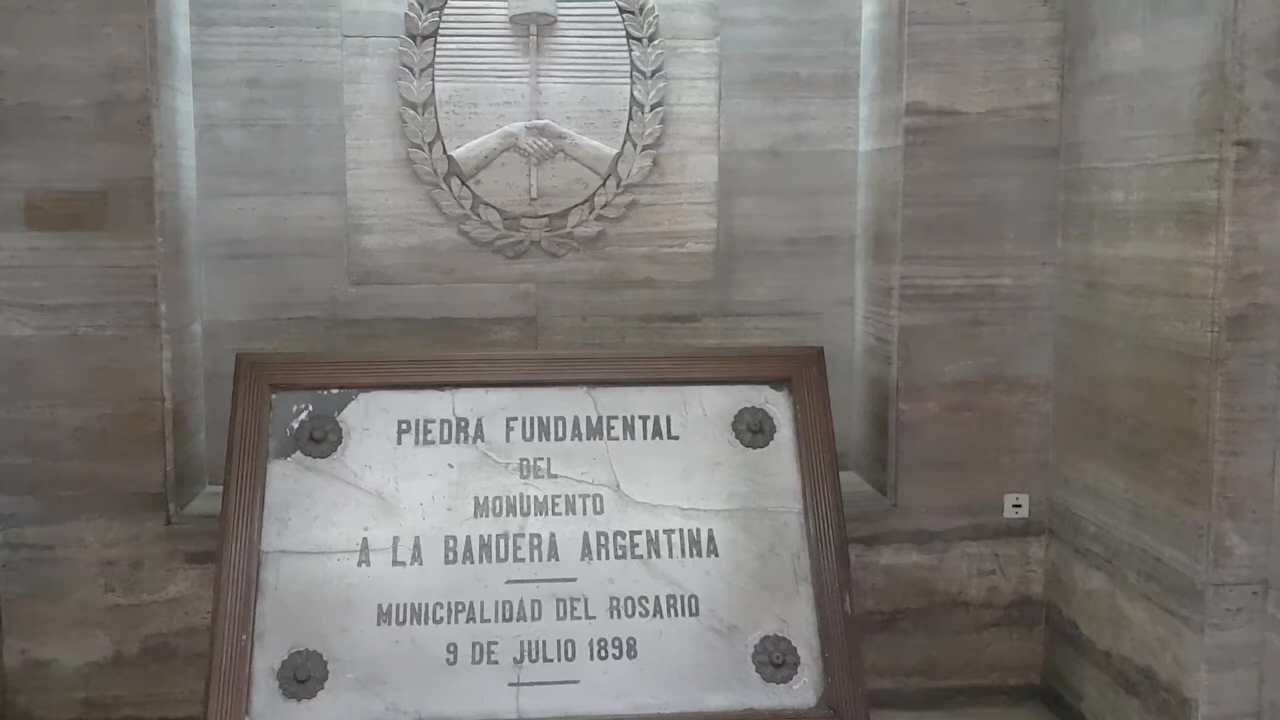 PIEDRA FUNDAMENTAL
DEL
MONUMENTO
A LA BANDERA ARGENTINA
MUNICIPALIDAD DEL ROSARIO
9 DE JULIO 1898